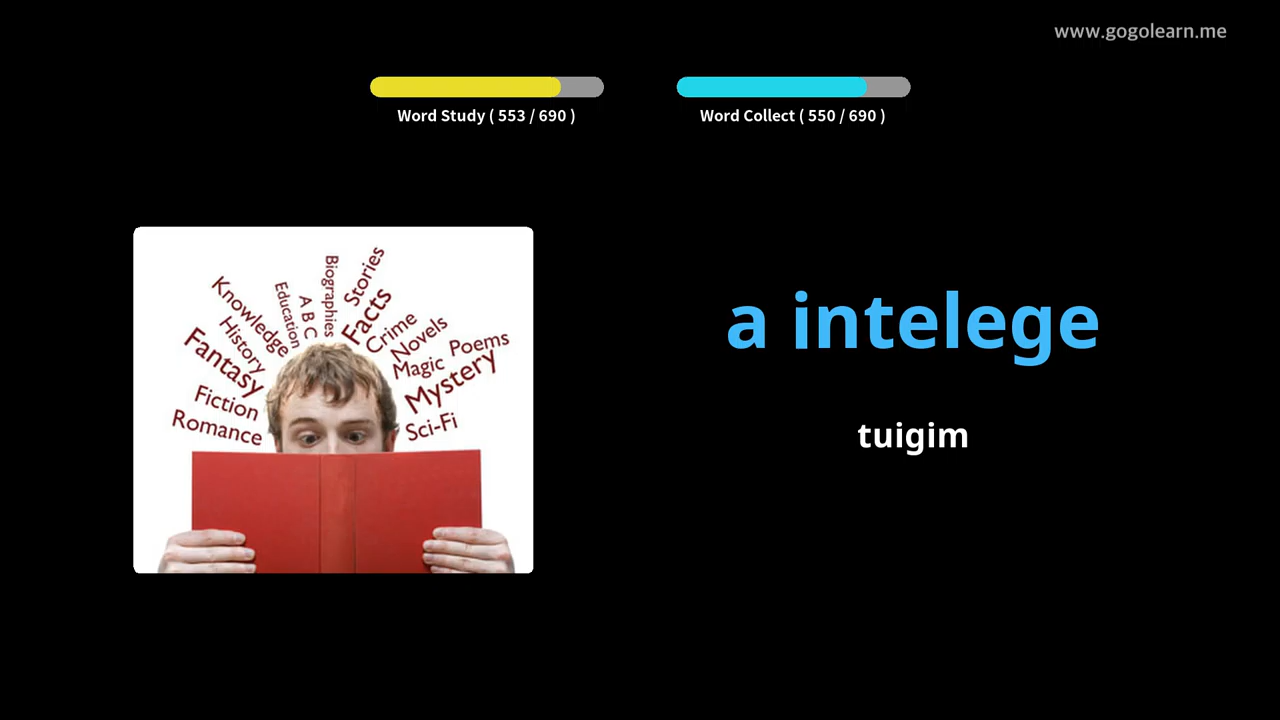 www.gogolearn.me
Word Study ( 553 / 690 )
Word Collect ( 550 / 690 )
Knowledge
History
Fantasy
Fiction
Romance
Education
A B C
Biographies
Stories
Facts
Crime
Novels
Magic
Poems
Mystery
Sci-Fi
a intelege
tuigim